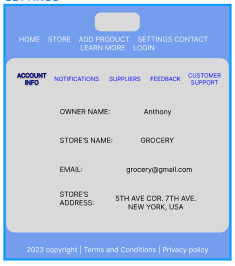 HOME STORE ADD PRODUCT SETTINGS CONTACT
LEARN MORE LOGIN
ACCOUNT INFO
NOTIFICATIONS
SUPPLIERS
FEEDBACK
CUSTOMER SUPPORT
OWNER NAME: Anthony
STORE'S NAME: GROCERY
EMAIL: grocery@gmail.com
STORE'S ADDRESS:
5TH AVE COR. 7TH AVE.
NEW YORK, USA
2023 copyright | Terms and Conditions | Privacy policy